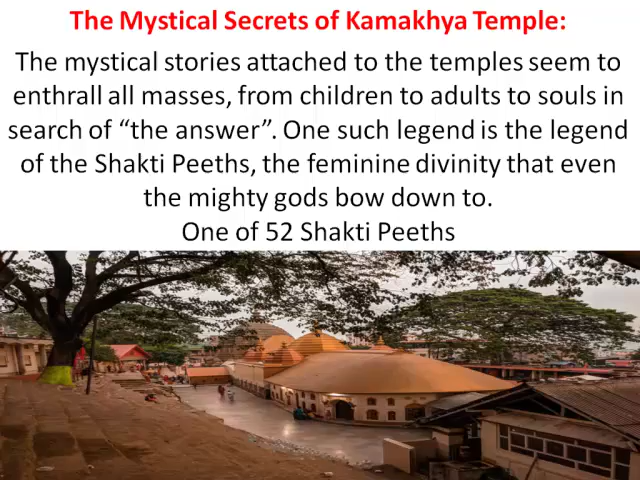 The Mystical Secrets of Kamakhya Temple:
The mystical stories attached to the temples seem to
enthrall all masses, from children to adults to souls in
search of “the answer”. One such legend is the legend
of the Shakti Peeths, the feminine divinity that even
the mighty gods bow down to.
One of 52 Shakti Peeths